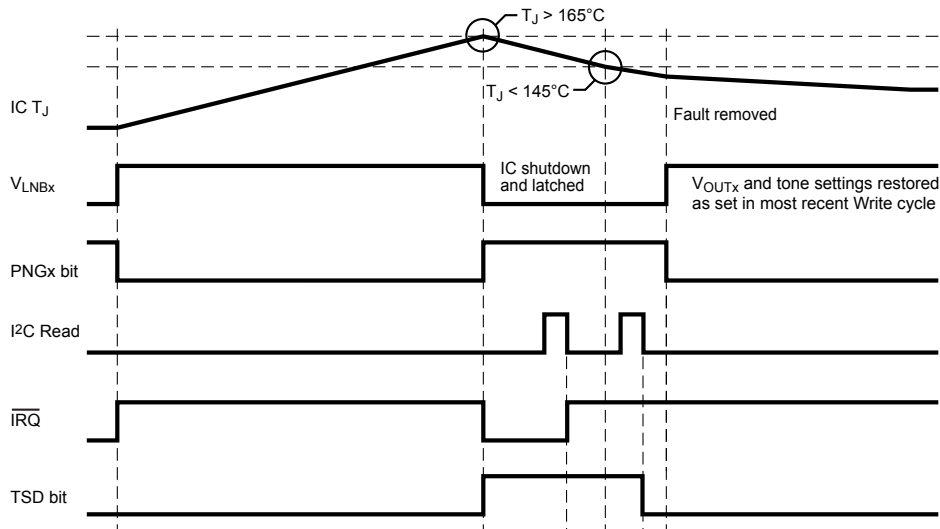 T_J > 165°C
T_J < 145°C
IC T_J
Fault removed
V_LNBx
IC shutdown
and latched
V_OUTx and tone settings restored
as set in most recent Write cycle
PNGx bit
I²C Read
IRQ
TSD bit